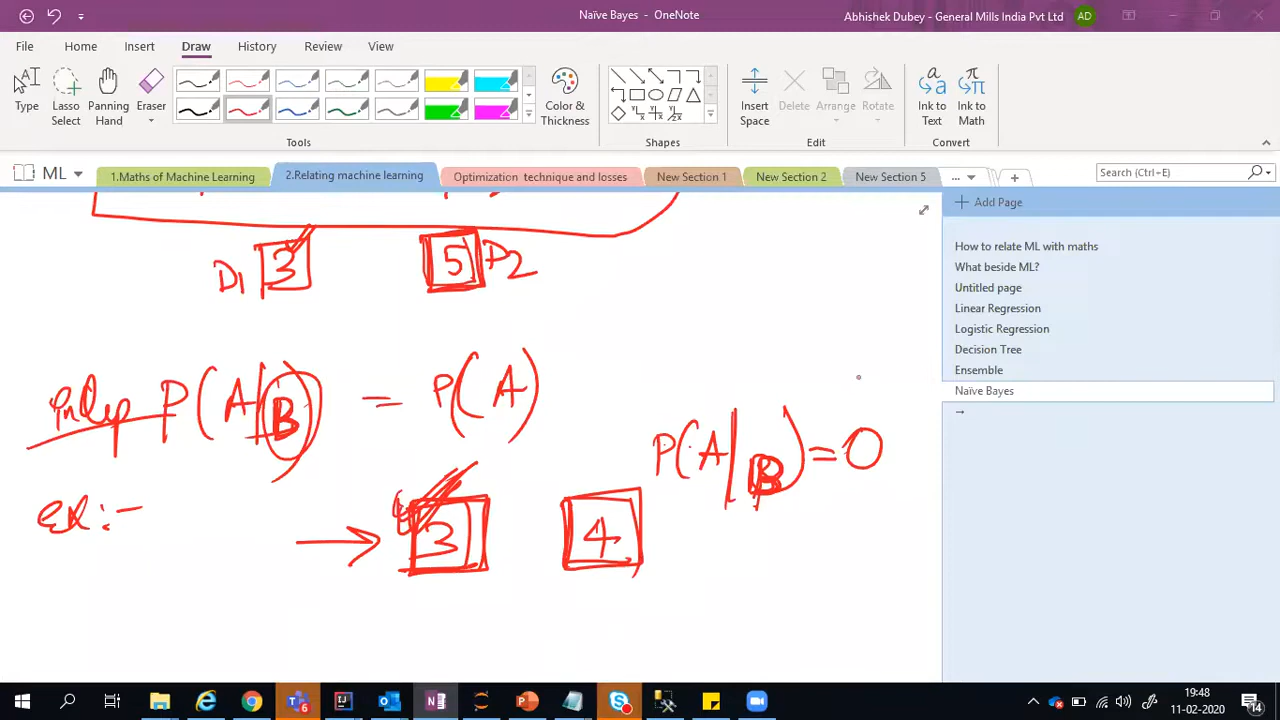 Naïve Bayes - OneNote
Abhishek Dubey - General Mills India Pvt Ltd AD
File Home Insert Draw History Review View
Type Lasso Select Panning Hand Eraser Color & Thickness Insert Space Delete Arrange Rotate Ink to Text Ink to Math
Tools Shapes Edit Convert
ML 1.Maths of Machine Learning 2.Relating machine learning Optimization technique and losses New Section 1 New Section 2 New Section 5 ... Search (Ctrl+E)
Add Page
How to relate ML with maths
What beside ML?
Untitled page
Linear Regression
Logistic Regression
Decision Tree
Ensemble
Naïve Bayes
D1 3 5 D2
indep P(A|B) = P(A)
P(A|B) = 0
ex:-
→ 3 4
6
19:48
11-02-2020
14